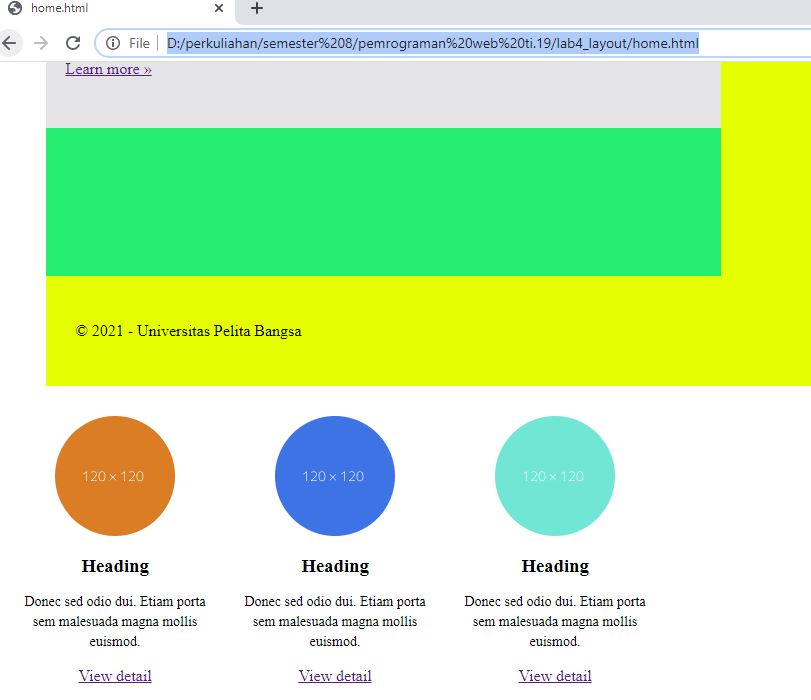 home.html
File
D:/perkuliahan/semester%208/pemrograman%20web%20ti.19/lab4_layout/home.html
Learn more »
© 2021 - Universitas Pelita Bangsa
120 × 120
120 × 120
120 × 120
Heading
Heading
Heading
Donec sed odio dui. Etiam porta
sem malesuada magna mollis
euismod.
Donec sed odio dui. Etiam porta
sem malesuada magna mollis
euismod.
Donec sed odio dui. Etiam porta
sem malesuada magna mollis
euismod.
View detail
View detail
View detail